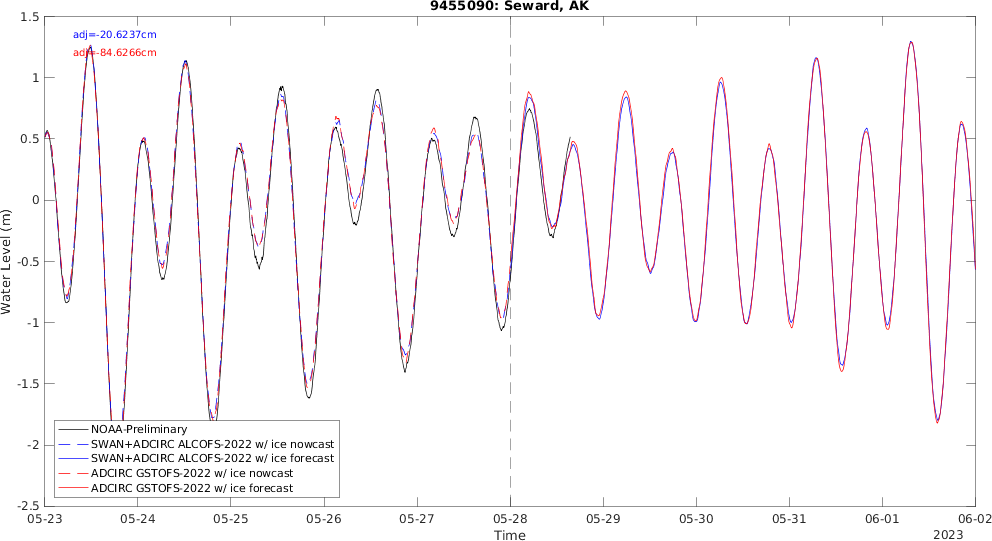 9455090: Seward, AK
adj=-20.6237cm
adj=-84.6266cm
Water Level (m)
1.5
1
0.5
0
-0.5
-1
-1.5
-2
-2.5
NOAA-Preliminary
SWAN+ADCIRC ALCOFS-2022 w/ ice nowcast
SWAN+ADCIRC ALCOFS-2022 w/ ice forecast
ADCIRC GSTOFS-2022 w/ ice nowcast
ADCIRC GSTOFS-2022 w/ ice forecast
05-23 05-24 05-25 05-26 05-27 05-28 05-29 05-30 05-31 06-01 06-02
Time
2023